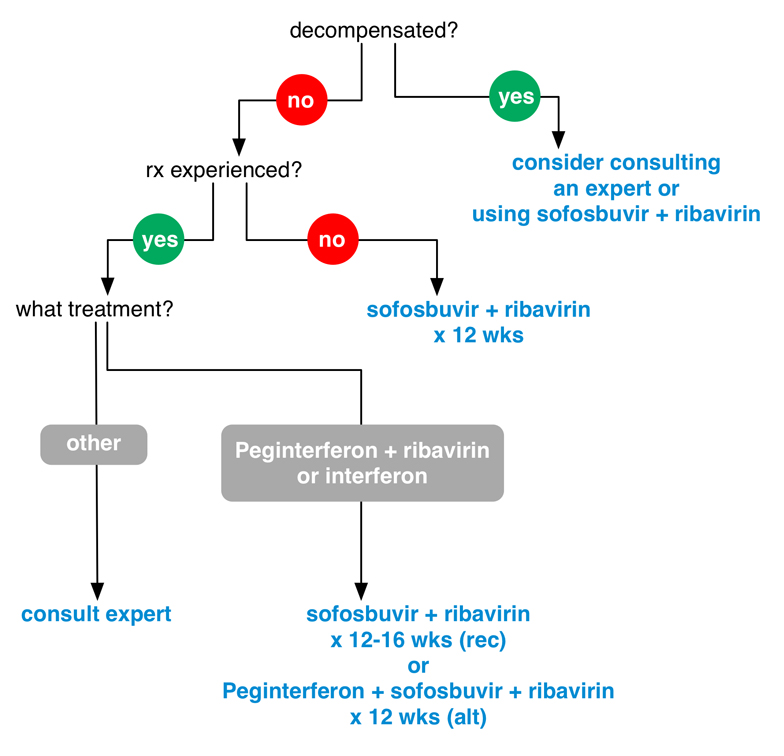 decompensated?
no
yes
rx experienced?
consider consulting
an expert or
using sofosbuvir + ribavirin
yes
no
what treatment?
sofosbuvir + ribavirin
x 12 wks
other
Peginterferon + ribavirin
or interferon
consult expert
sofosbuvir + ribavirin
x 12-16 wks (rec)
or
Peginterferon + sofosbuvir + ribavirin
x 12 wks (alt)